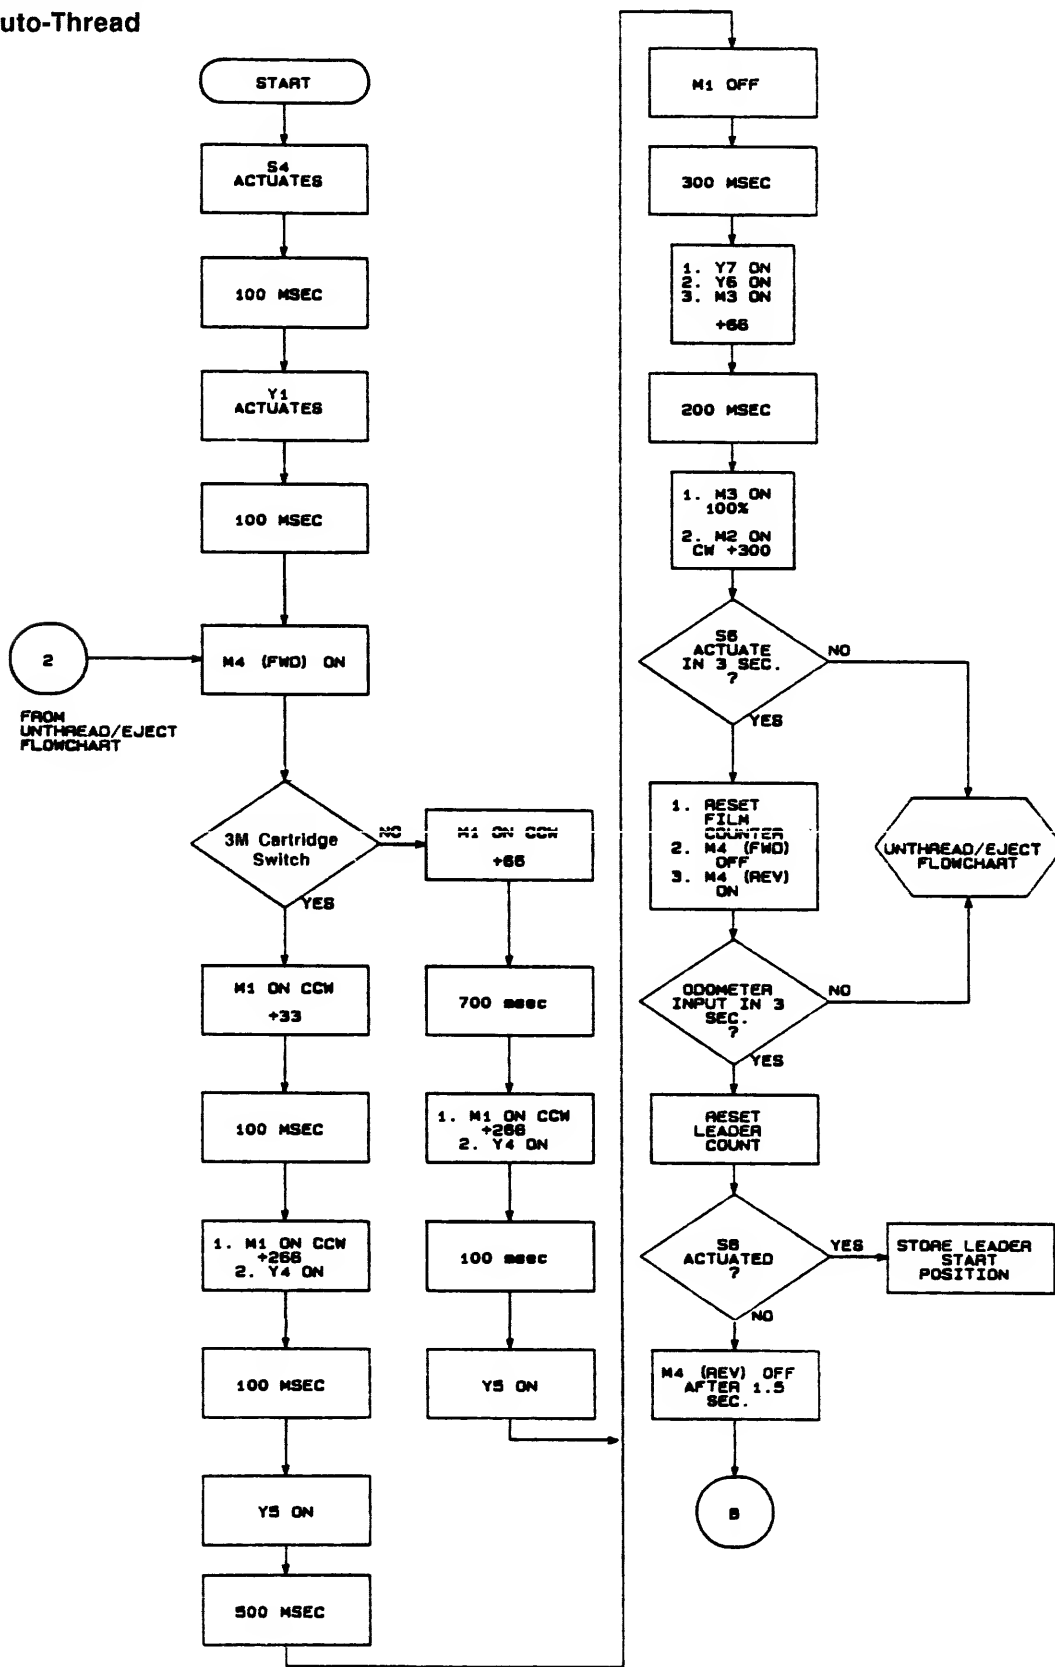 uto-Thread
START
S4
ACTUATES
100 MSEC
Y1
ACTUATES
100 MSEC
2
M4 (FWD) ON
FROM
UNTHREAD/EJECT
FLOWCHART
3M Cartridge
Switch
NO
YES
M1 ON CCW
+33
100 MSEC
1. M1 ON CCW
+266
2. Y4 ON
100 MSEC
Y5 ON
500 MSEC
M1 ON CCW
+66
700 msec
1. M1 ON CCW
+266
2. Y4 ON
100 msec
Y5 ON
M1 OFF
300 MSEC
1. Y7 ON
2. Y6 ON
3. M3 ON
+66
200 MSEC
1. M3 ON
100%
2. M2 ON
CW +300
S6
ACTUATE
IN 3 SEC.
?
NO
YES
1. RESET
FILM
COUNTER
2. M4 (FWD)
OFF
3. M4 (REV)
ON
UNTHREAD/EJECT
FLOWCHART
ODOMETER
INPUT IN 3
SEC.
?
NO
YES
RESET
LEADER
COUNT
S6
ACTUATED
?
YES
STORE LEADER
START
POSITION
NO
M4 (REV) OFF
AFTER 1.5
SEC.
B